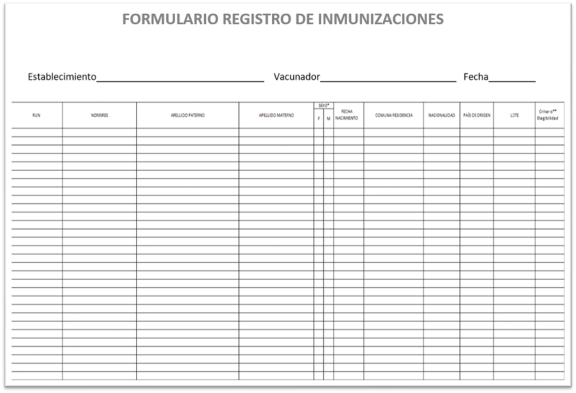 FORMULARIO REGISTRO DE INMUNIZACIONES
Establecimiento________________________________ Vacunador__________________________ Fecha_________
RUN NOMBRES APELLIDO PATERNO APELLIDO MATERNO SEXO* F M FECHA NACIMIENTO COMUNA RESIDENCIA NACIONALIDAD PAÍS DE ORIGEN LOTE Criterio** Elegibilidad